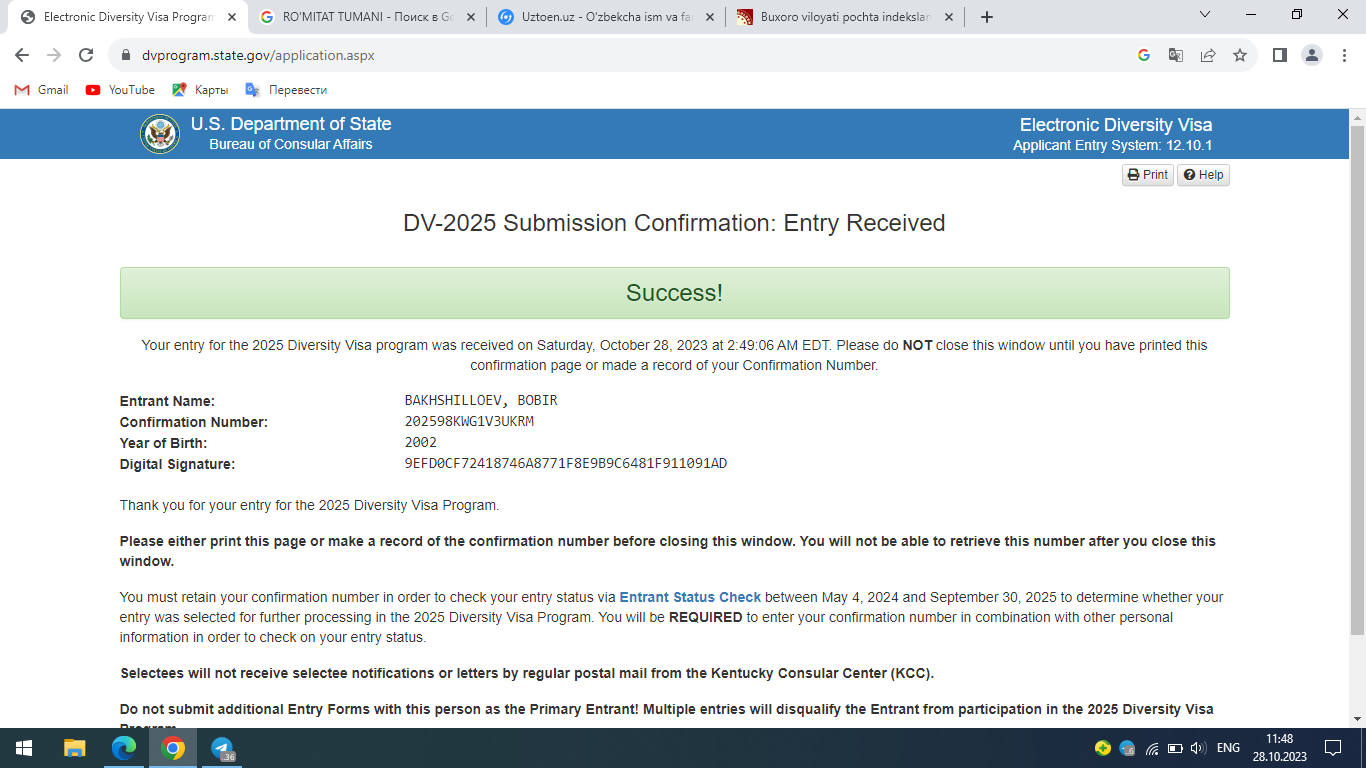 Electronic Diversity Visa Program
RO'MITAT TUMANI - Поиск в Go
Uztoen.uz - O'zbekcha ism va fa
Buxoro viloyati pochta indekslari
dvprogram.state.gov/application.aspx
Gmail
YouTube
Карты
Перевести
U.S. Department of State
Bureau of Consular Affairs
Electronic Diversity Visa
Applicant Entry System: 12.10.1
Print
Help
DV-2025 Submission Confirmation: Entry Received
Success!
Your entry for the 2025 Diversity Visa program was received on Saturday, October 28, 2023 at 2:49:06 AM EDT. Please do NOT close this window until you have printed this
confirmation page or made a record of your Confirmation Number.
Entrant Name: BAKHSHILLOEV, BOBIR
Confirmation Number: 202598KWG1V3UKRM
Year of Birth: 2002
Digital Signature: 9EFD0CF72418746A8771F8E9B9C6481F911091AD
Thank you for your entry for the 2025 Diversity Visa Program.
Please either print this page or make a record of the confirmation number before closing this window. You will not be able to retrieve this number after you close this
window.
You must retain your confirmation number in order to check your entry status via Entrant Status Check between May 4, 2024 and September 30, 2025 to determine whether your
entry was selected for further processing in the 2025 Diversity Visa Program. You will be REQUIRED to enter your confirmation number in combination with other personal
information in order to check on your entry status.
Selectees will not receive selectee notifications or letters by regular postal mail from the Kentucky Consular Center (KCC).
Do not submit additional Entry Forms with this person as the Primary Entrant! Multiple entries will disqualify the Entrant from participation in the 2025 Diversity Visa
Program.
36
6
ENG
11:48
28.10.2023